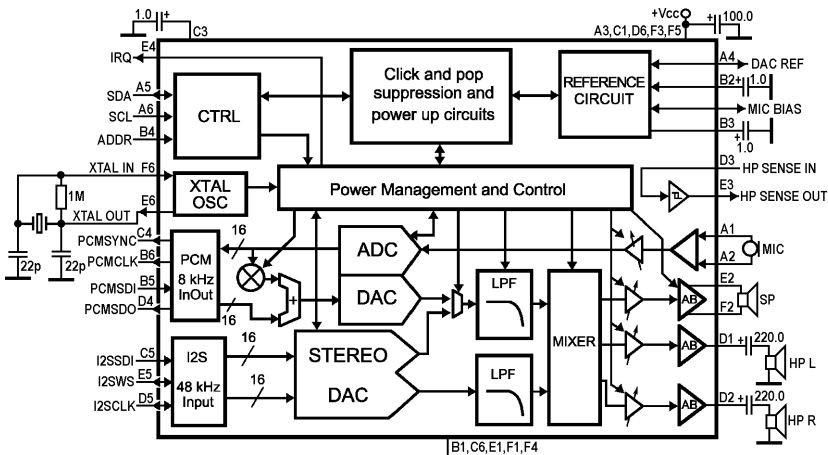 1.0 +
C3
+Vcc
+ 100.0
A3, C1, D6, F3, F5
IRQ E4
SDA A5
SCL A6
ADDR B4
CTRL
Click and pop
suppression and
power up circuits
REFERENCE
CIRCUIT
A4 DAC REF
B2 + 1.0
MIC BIAS
B3
+
1.0
XTAL IN F6
1M
E6
XTAL OUT
22p
22p
XTAL
OSC
Power Management and Control
D3
HP SENSE IN
E3
HP SENSE OUT
PCMSYNC C4
PCMCLK B6
PCMSDI B5
PCMSDO D4
PCM
8 kHz
InOut
16
16
+
ADC
DAC
LPF
MIXER
A1
A2
MIC
AB
E2
F2
SP
I2SSDI C5
I2SWS E5
I2SCLK D5
I2S
48 kHz
Input
16
16
STEREO
DAC
LPF
AB
D1 + 220.0
HP L
AB
D2 + 220.0
HP R
B1, C6, E1, F1, F4